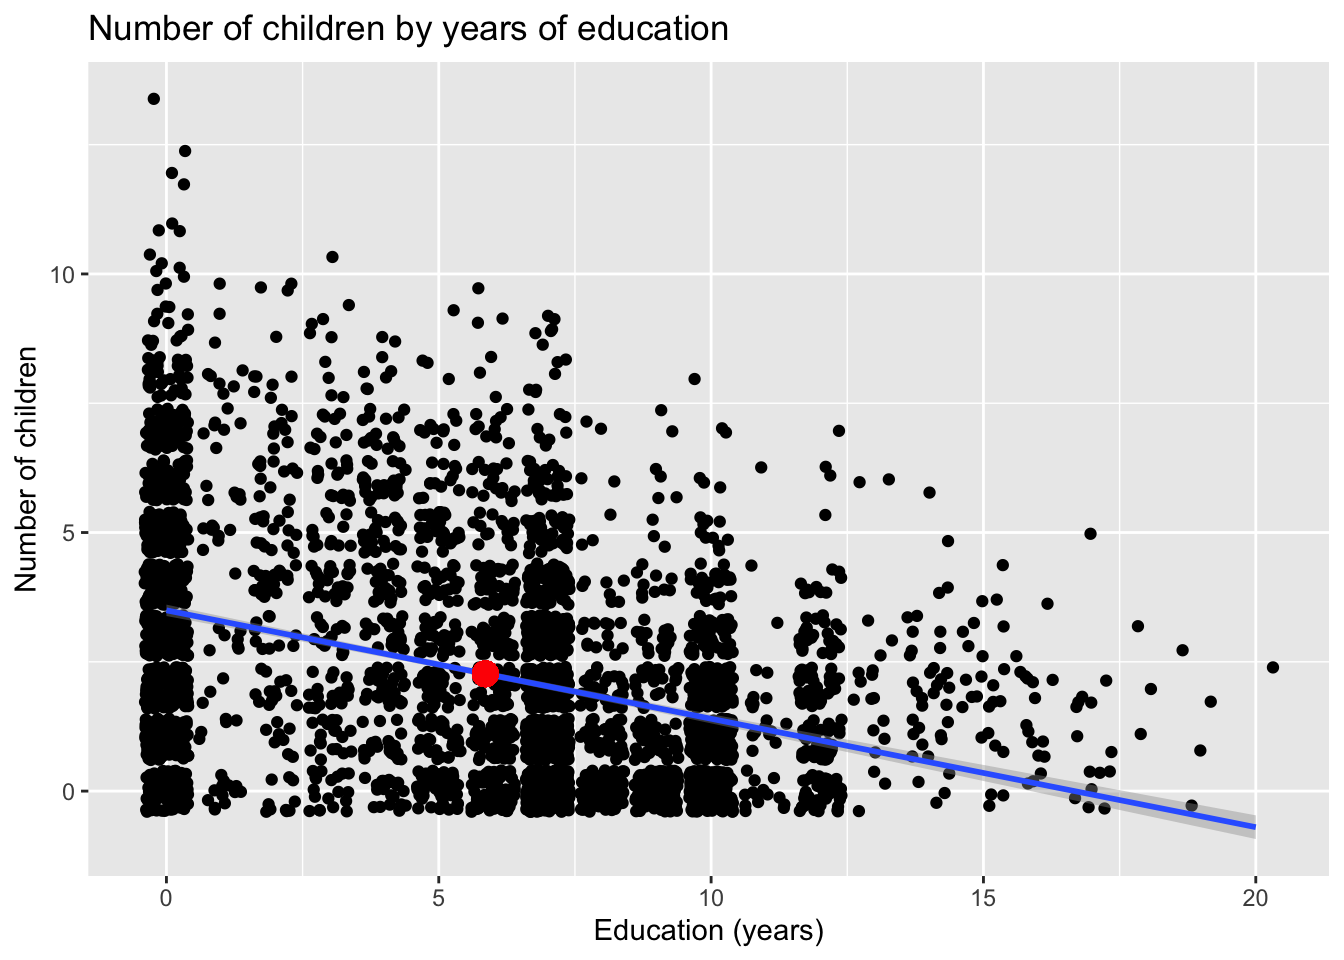 Number of children by years of education
10
5
0
Number of children
0 5 10 15 20
Education (years)